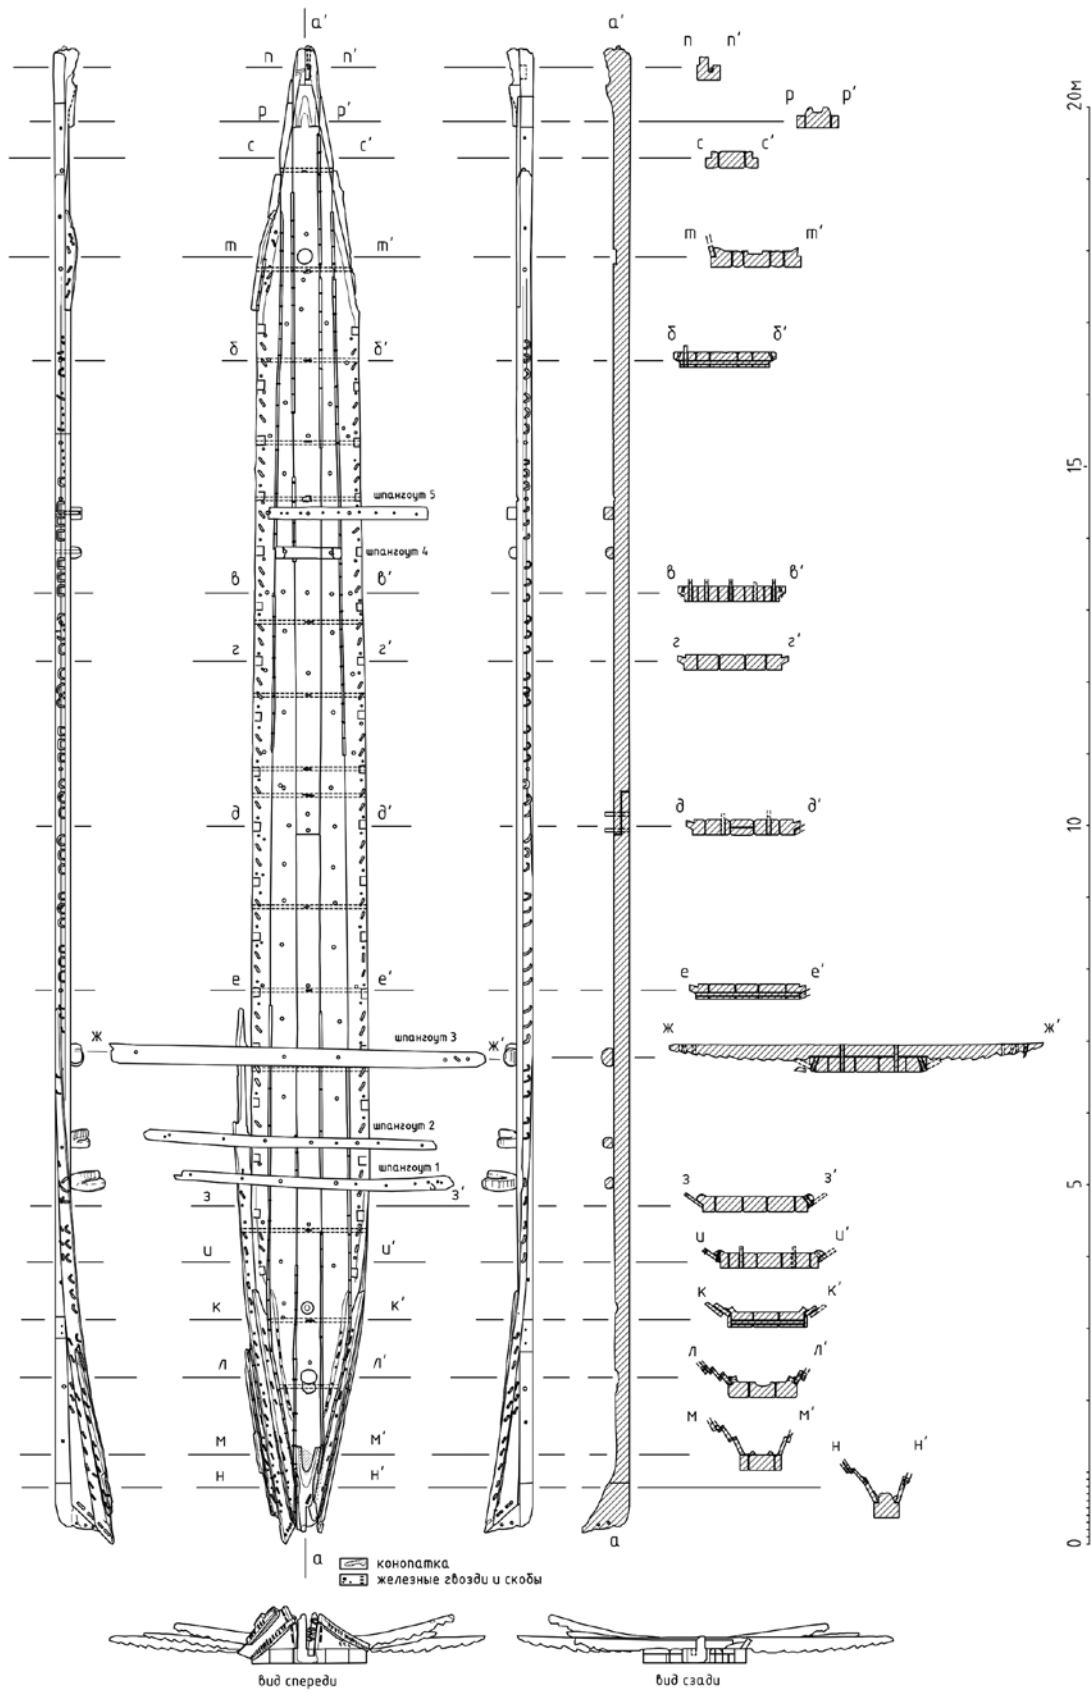 а' а'
п п' п п'
20м
р р' р р'
с с' с с'
т т' т т'
б б' б б'
15
шпангоут 5
шпангоут 4
в в' в в'
г г' г г'
д д' д д'
10
е е' е е'
ж шпангоут 3 ж' ж ж'
шпангоут 2
шпангоут 1
5
з з' з з'
и и' и и'
к к' к к'
л л' л л'
м м' м м'
н н' н н'
0
а а
конопатка
железные гвозди и скобы
вид спереди вид сзади